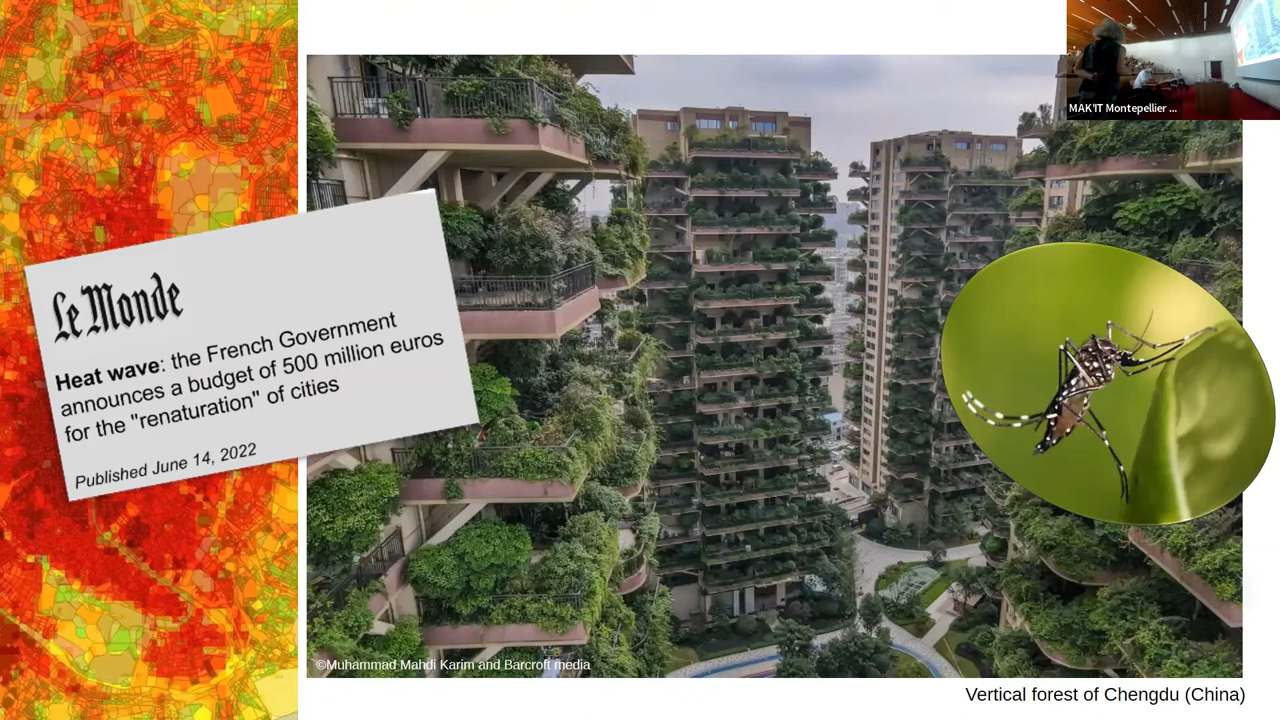 MAK'IT Montepellier ...
Le Monde
Heat wave: the French Government
announces a budget of 500 million euros
for the "renaturation" of cities
Published June 14, 2022
©Muhammad Mahdi Karim and Barcroft media
Vertical forest of Chengdu (China)